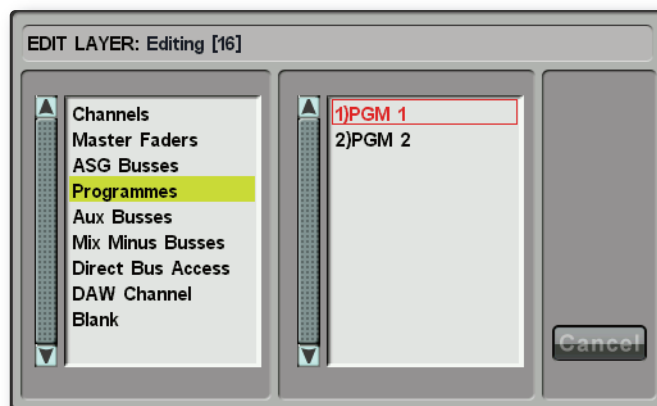 EDIT LAYER: Editing [16]
Channels
Master Faders
ASG Busses
Programmes
Aux Busses
Mix Minus Busses
Direct Bus Access
DAW Channel
Blank
1)PGM 1
2)PGM 2
Cancel